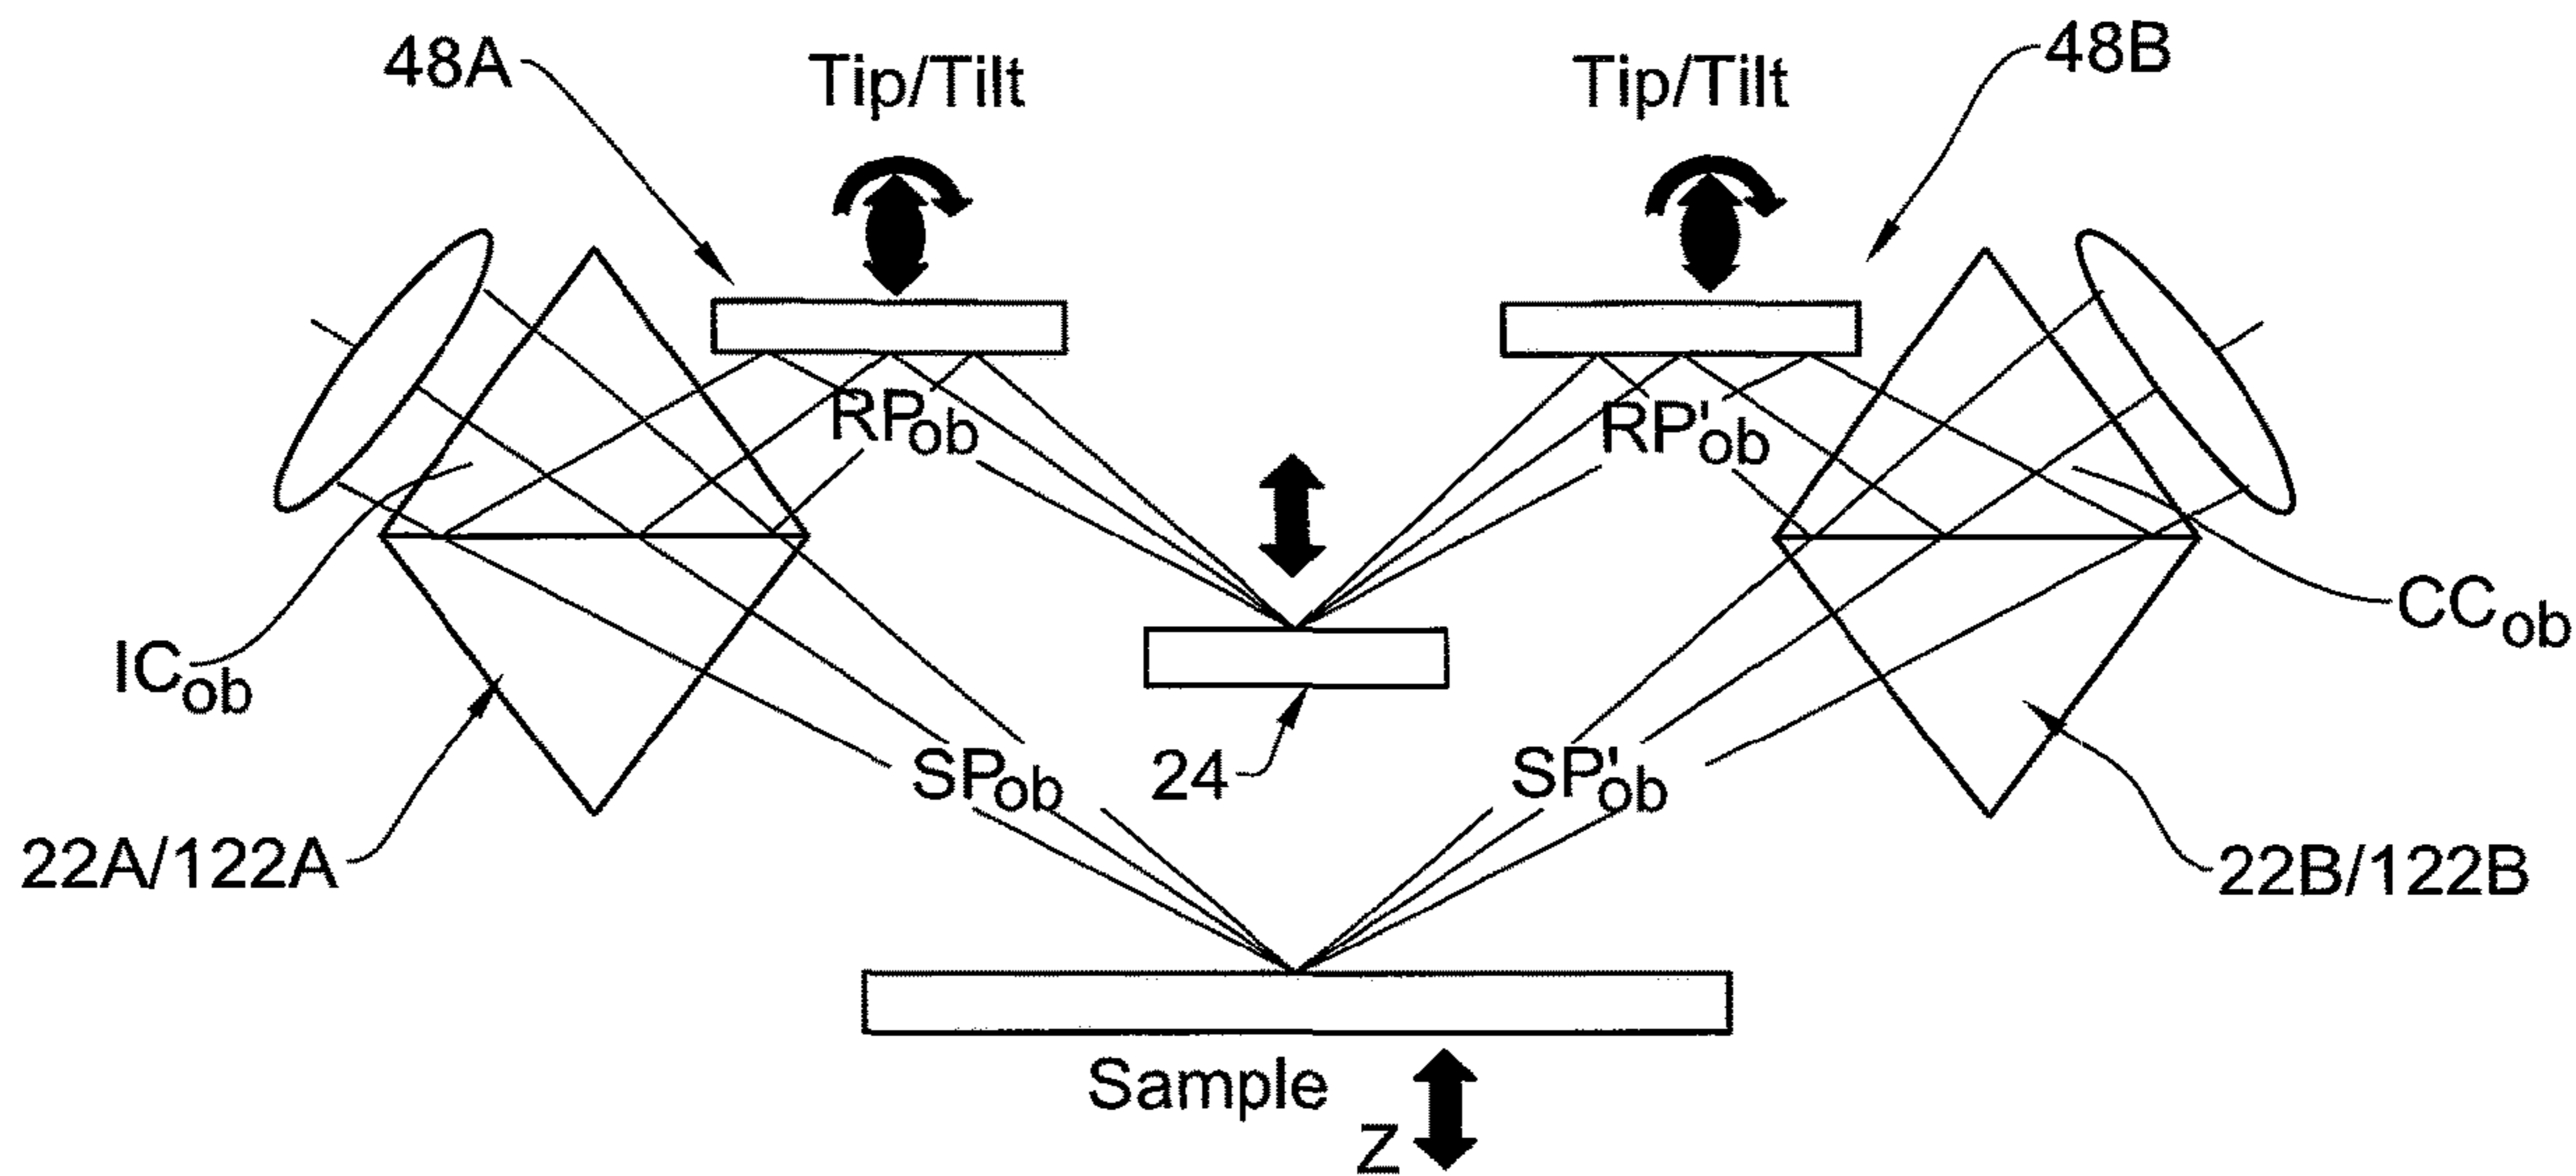 48A
Tip/Tilt
Tip/Tilt
48B
RPob
RP'ob
ICob
CCob
24
SPob
SP'ob
22A/122A
22B/122B
Sample
Z